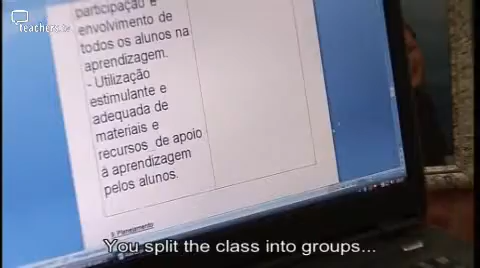 teachers.tv
participação e
envolvimento de
todos os alunos na
aprendizagem.
- Utilização
estimulante e
adequada de
materiais e
recursos de apoio
à aprendizagem
pelos alunos.
You split the class into groups...